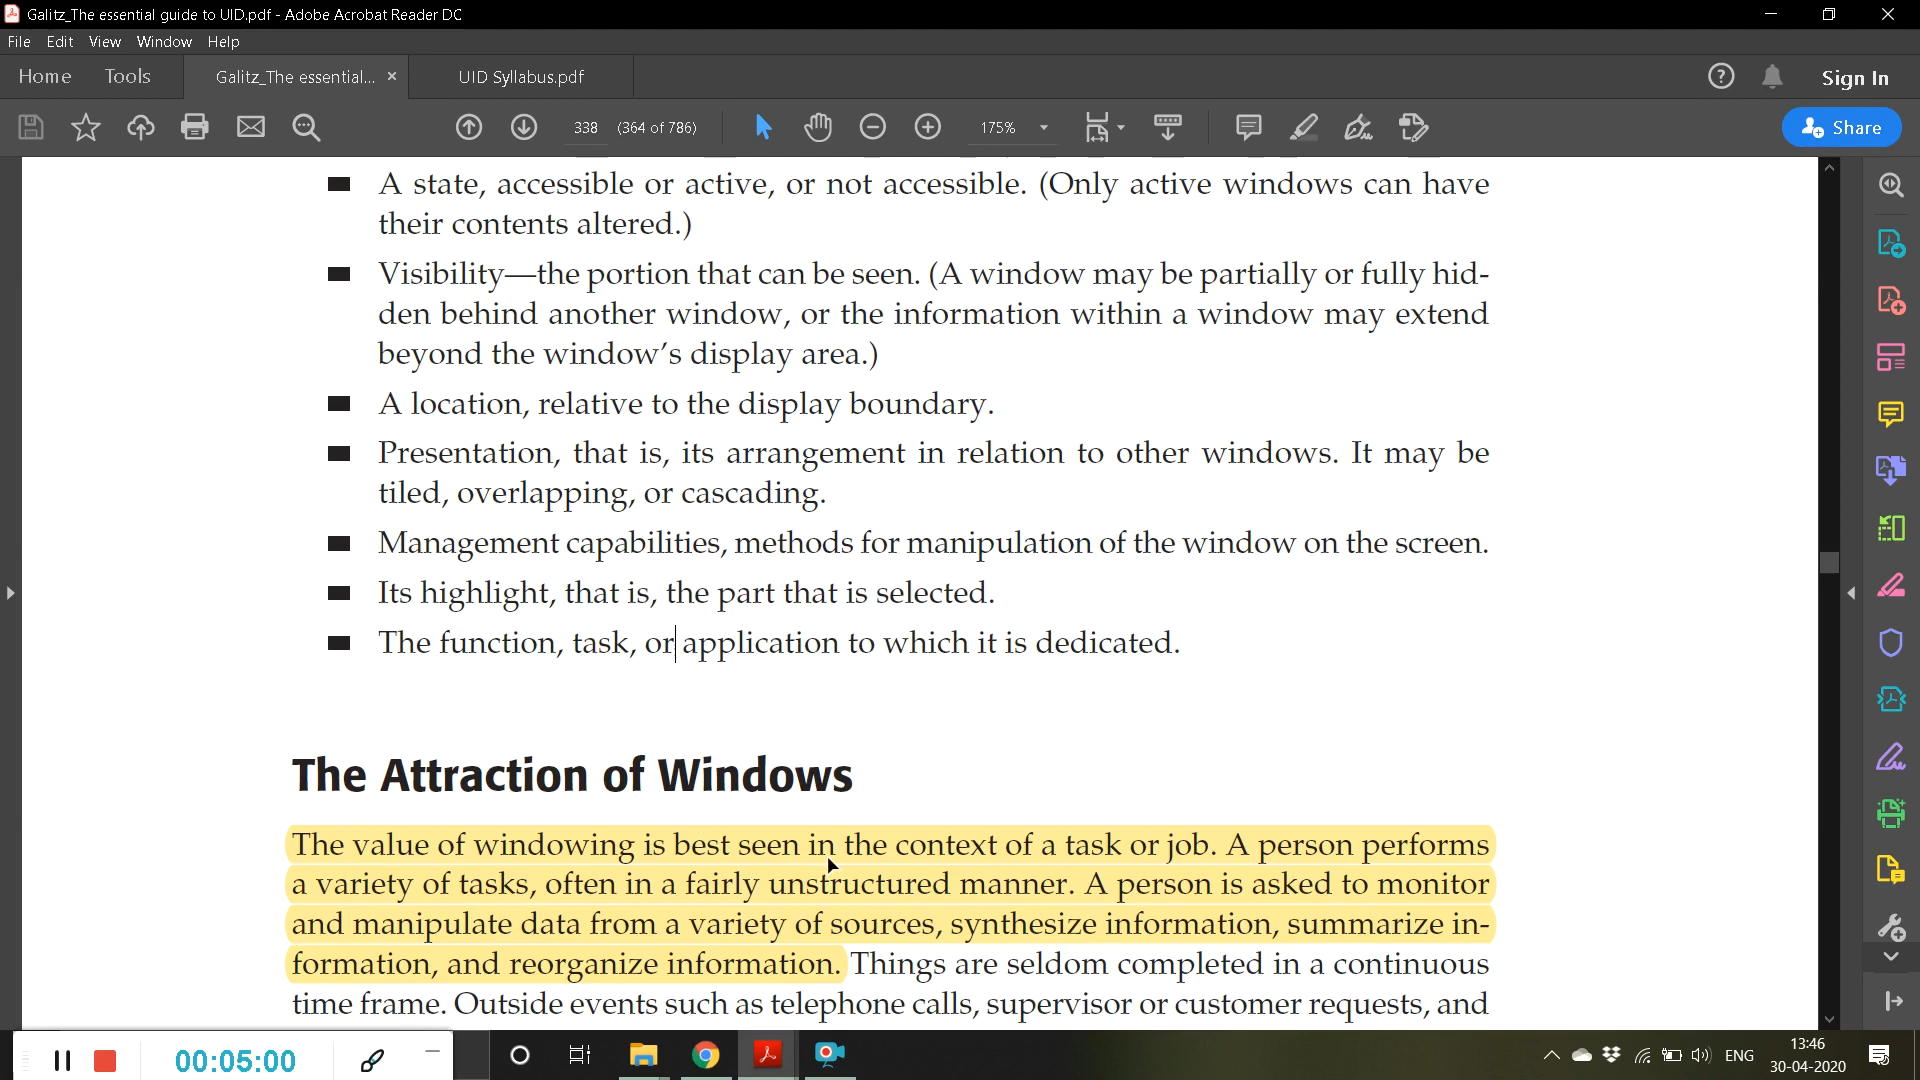 Galitz_The essential guide to UID.pdf - Adobe Acrobat Reader DC
File Edit View Window Help
Home Tools Galitz_The essential... × UID Syllabus.pdf Sign In
338 (364 of 786) 175% Share
A state, accessible or active, or not accessible. (Only active windows can have
their contents altered.)
Visibility—the portion that can be seen. (A window may be partially or fully hid-
den behind another window, or the information within a window may extend
beyond the window's display area.)
A location, relative to the display boundary.
Presentation, that is, its arrangement in relation to other windows. It may be
tiled, overlapping, or cascading.
Management capabilities, methods for manipulation of the window on the screen.
Its highlight, that is, the part that is selected.
The function, task, or application to which it is dedicated.
The Attraction of Windows
The value of windowing is best seen in the context of a task or job. A person performs
a variety of tasks, often in a fairly unstructured manner. A person is asked to monitor
and manipulate data from a variety of sources, synthesize information, summarize in-
formation, and reorganize information. Things are seldom completed in a continuous
time frame. Outside events such as telephone calls, supervisor or customer requests, and
00:05:00
ENG
13:46
30-04-2020